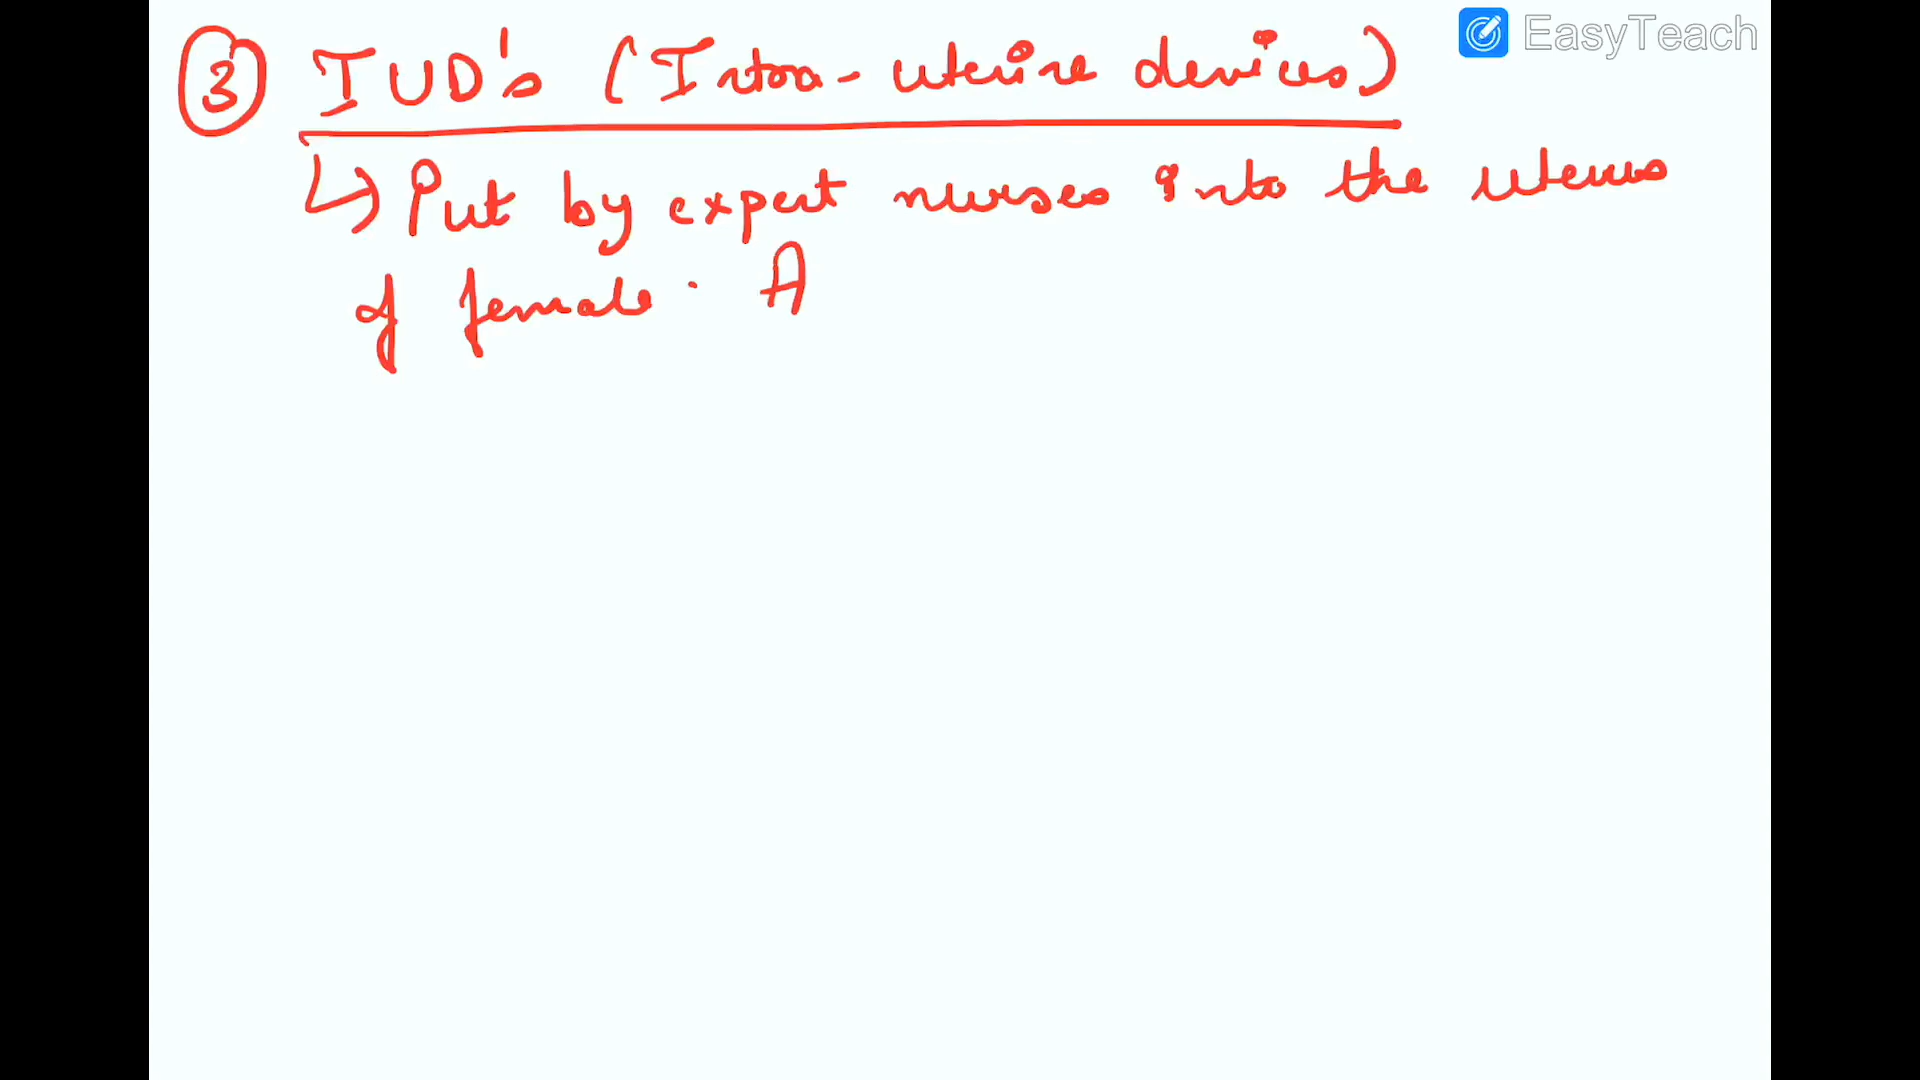 EasyTeach
3 IUD's (Intra-uterine devices)
↳ Put by expert nurses into the uterus
of female. A